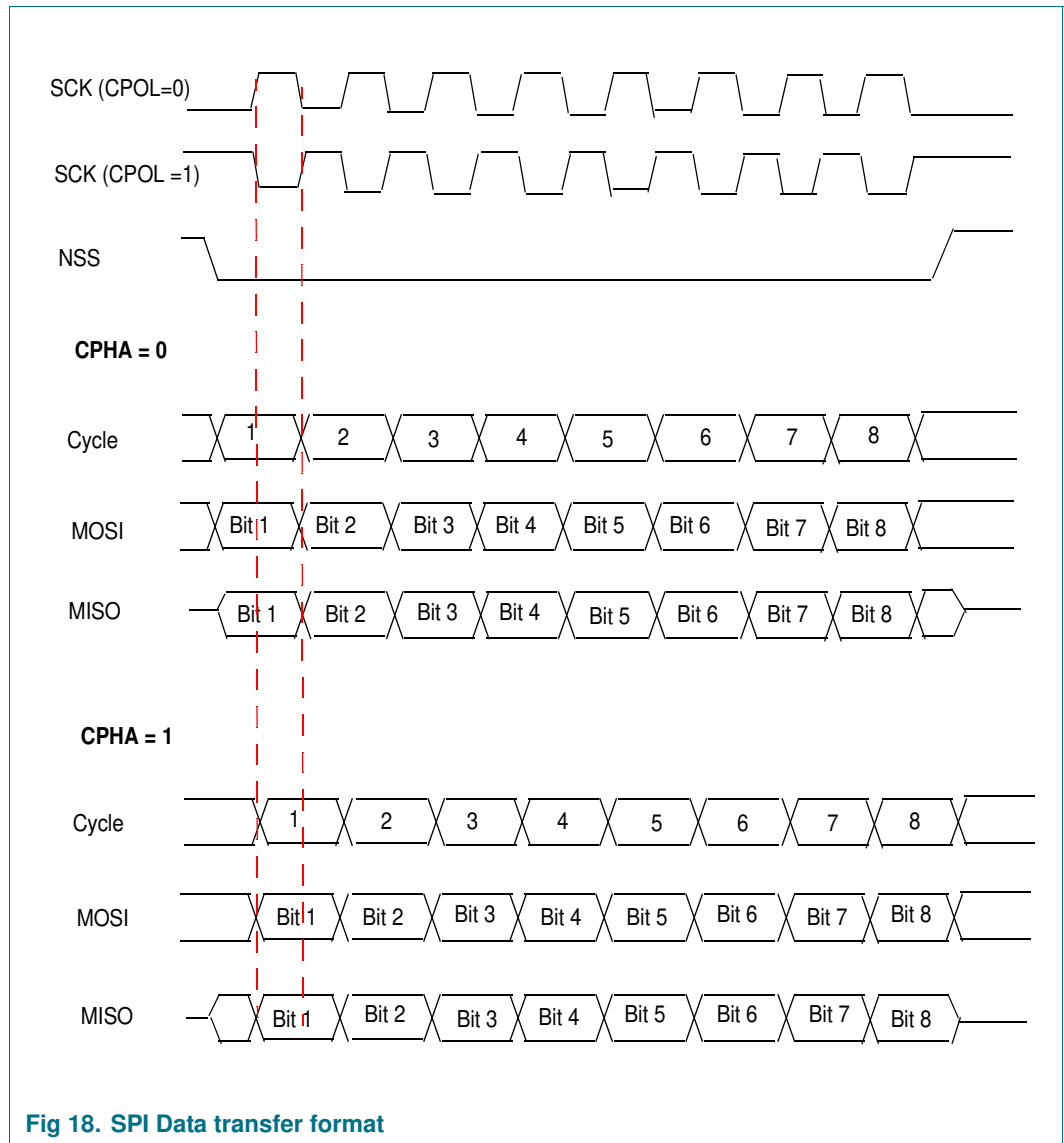 SCK (CPOL=0)
SCK (CPOL =1)
NSS
CPHA = 0
Cycle 1 2 3 4 5 6 7 8
MOSI Bit 1 Bit 2 Bit 3 Bit 4 Bit 5 Bit 6 Bit 7 Bit 8
MISO Bit 1 Bit 2 Bit 3 Bit 4 Bit 5 Bit 6 Bit 7 Bit 8
CPHA = 1
Cycle 1 2 3 4 5 6 7 8
MOSI Bit 1 Bit 2 Bit 3 Bit 4 Bit 5 Bit 6 Bit 7 Bit 8
MISO Bit 1 Bit 2 Bit 3 Bit 4 Bit 5 Bit 6 Bit 7 Bit 8
Fig 18. SPI Data transfer format